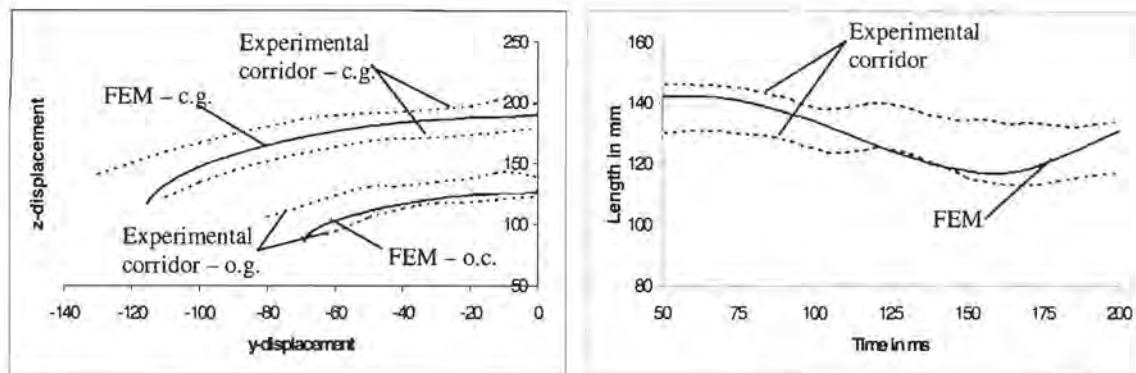 250
200
150
100
50
z-displacement
Experimental
corridor – c.g.
FEM – c.g.
Experimental
corridor – o.g.
FEM – o.c.
-140 -120 -100 -80 -60 -40 -20 0
y-displacement
160
140
120
100
80
Length in mm
Experimental
corridor
FEM
50 75 100 125 150 175 200
Time in ms